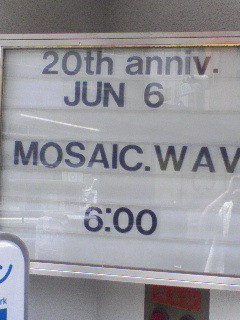 20th anniv.
JUN 6
MOSAIC.WAV
6:00